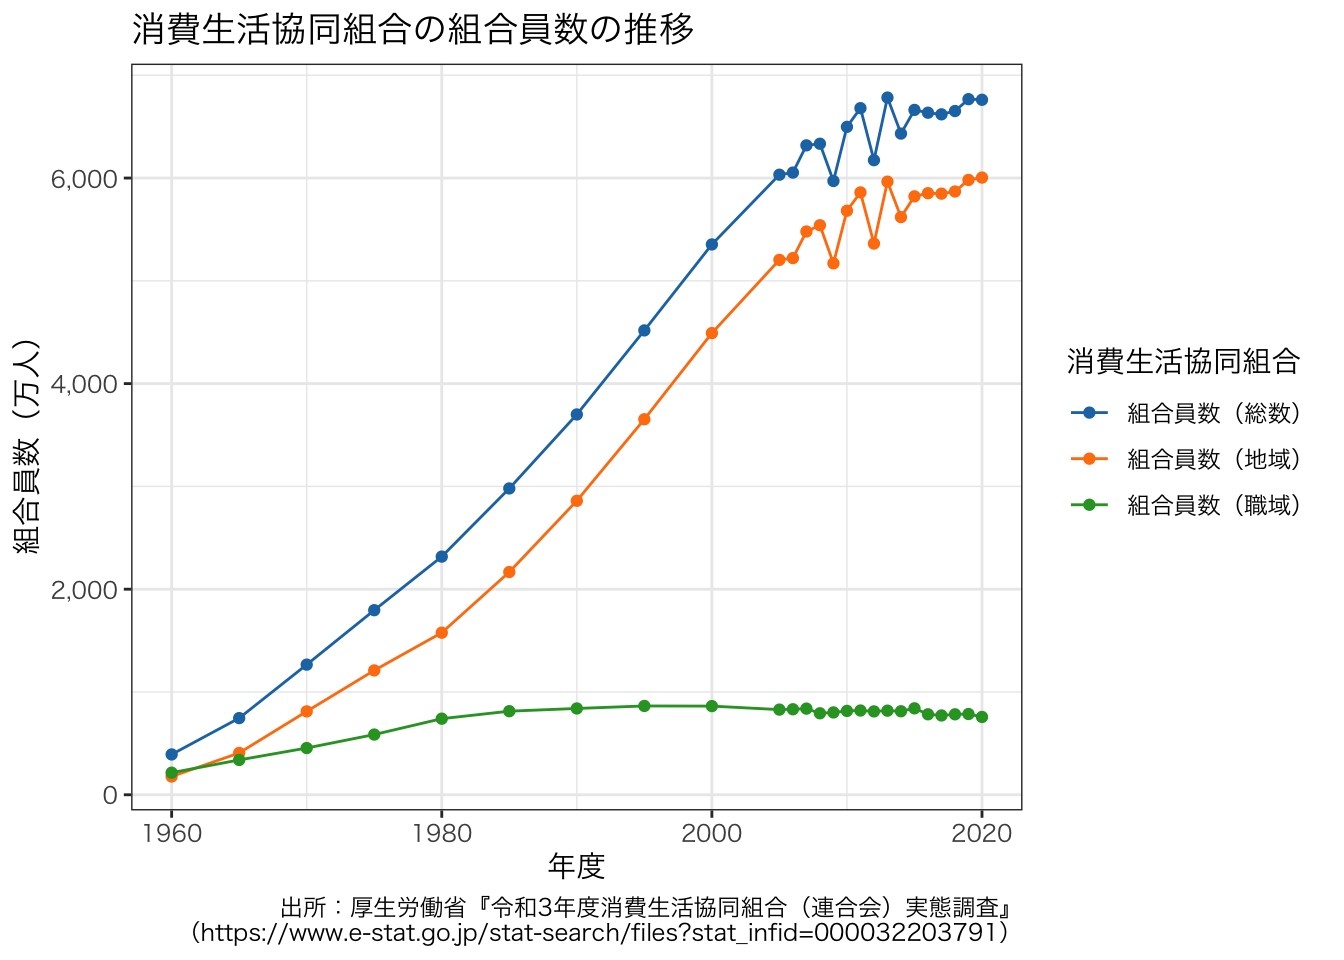 消費生活協同組合の組合員数の推移
組合員数（万人）
6,000
4,000
2,000
0
1960
1980
2000
2020
年度
消費生活協同組合
組合員数（総数）
組合員数（地域）
組合員数（職域）
出所：厚生労働省『令和3年度消費生活協同組合（連合会）実態調査』
（https://www.e-stat.go.jp/stat-search/files?stat_infid=000032203791）